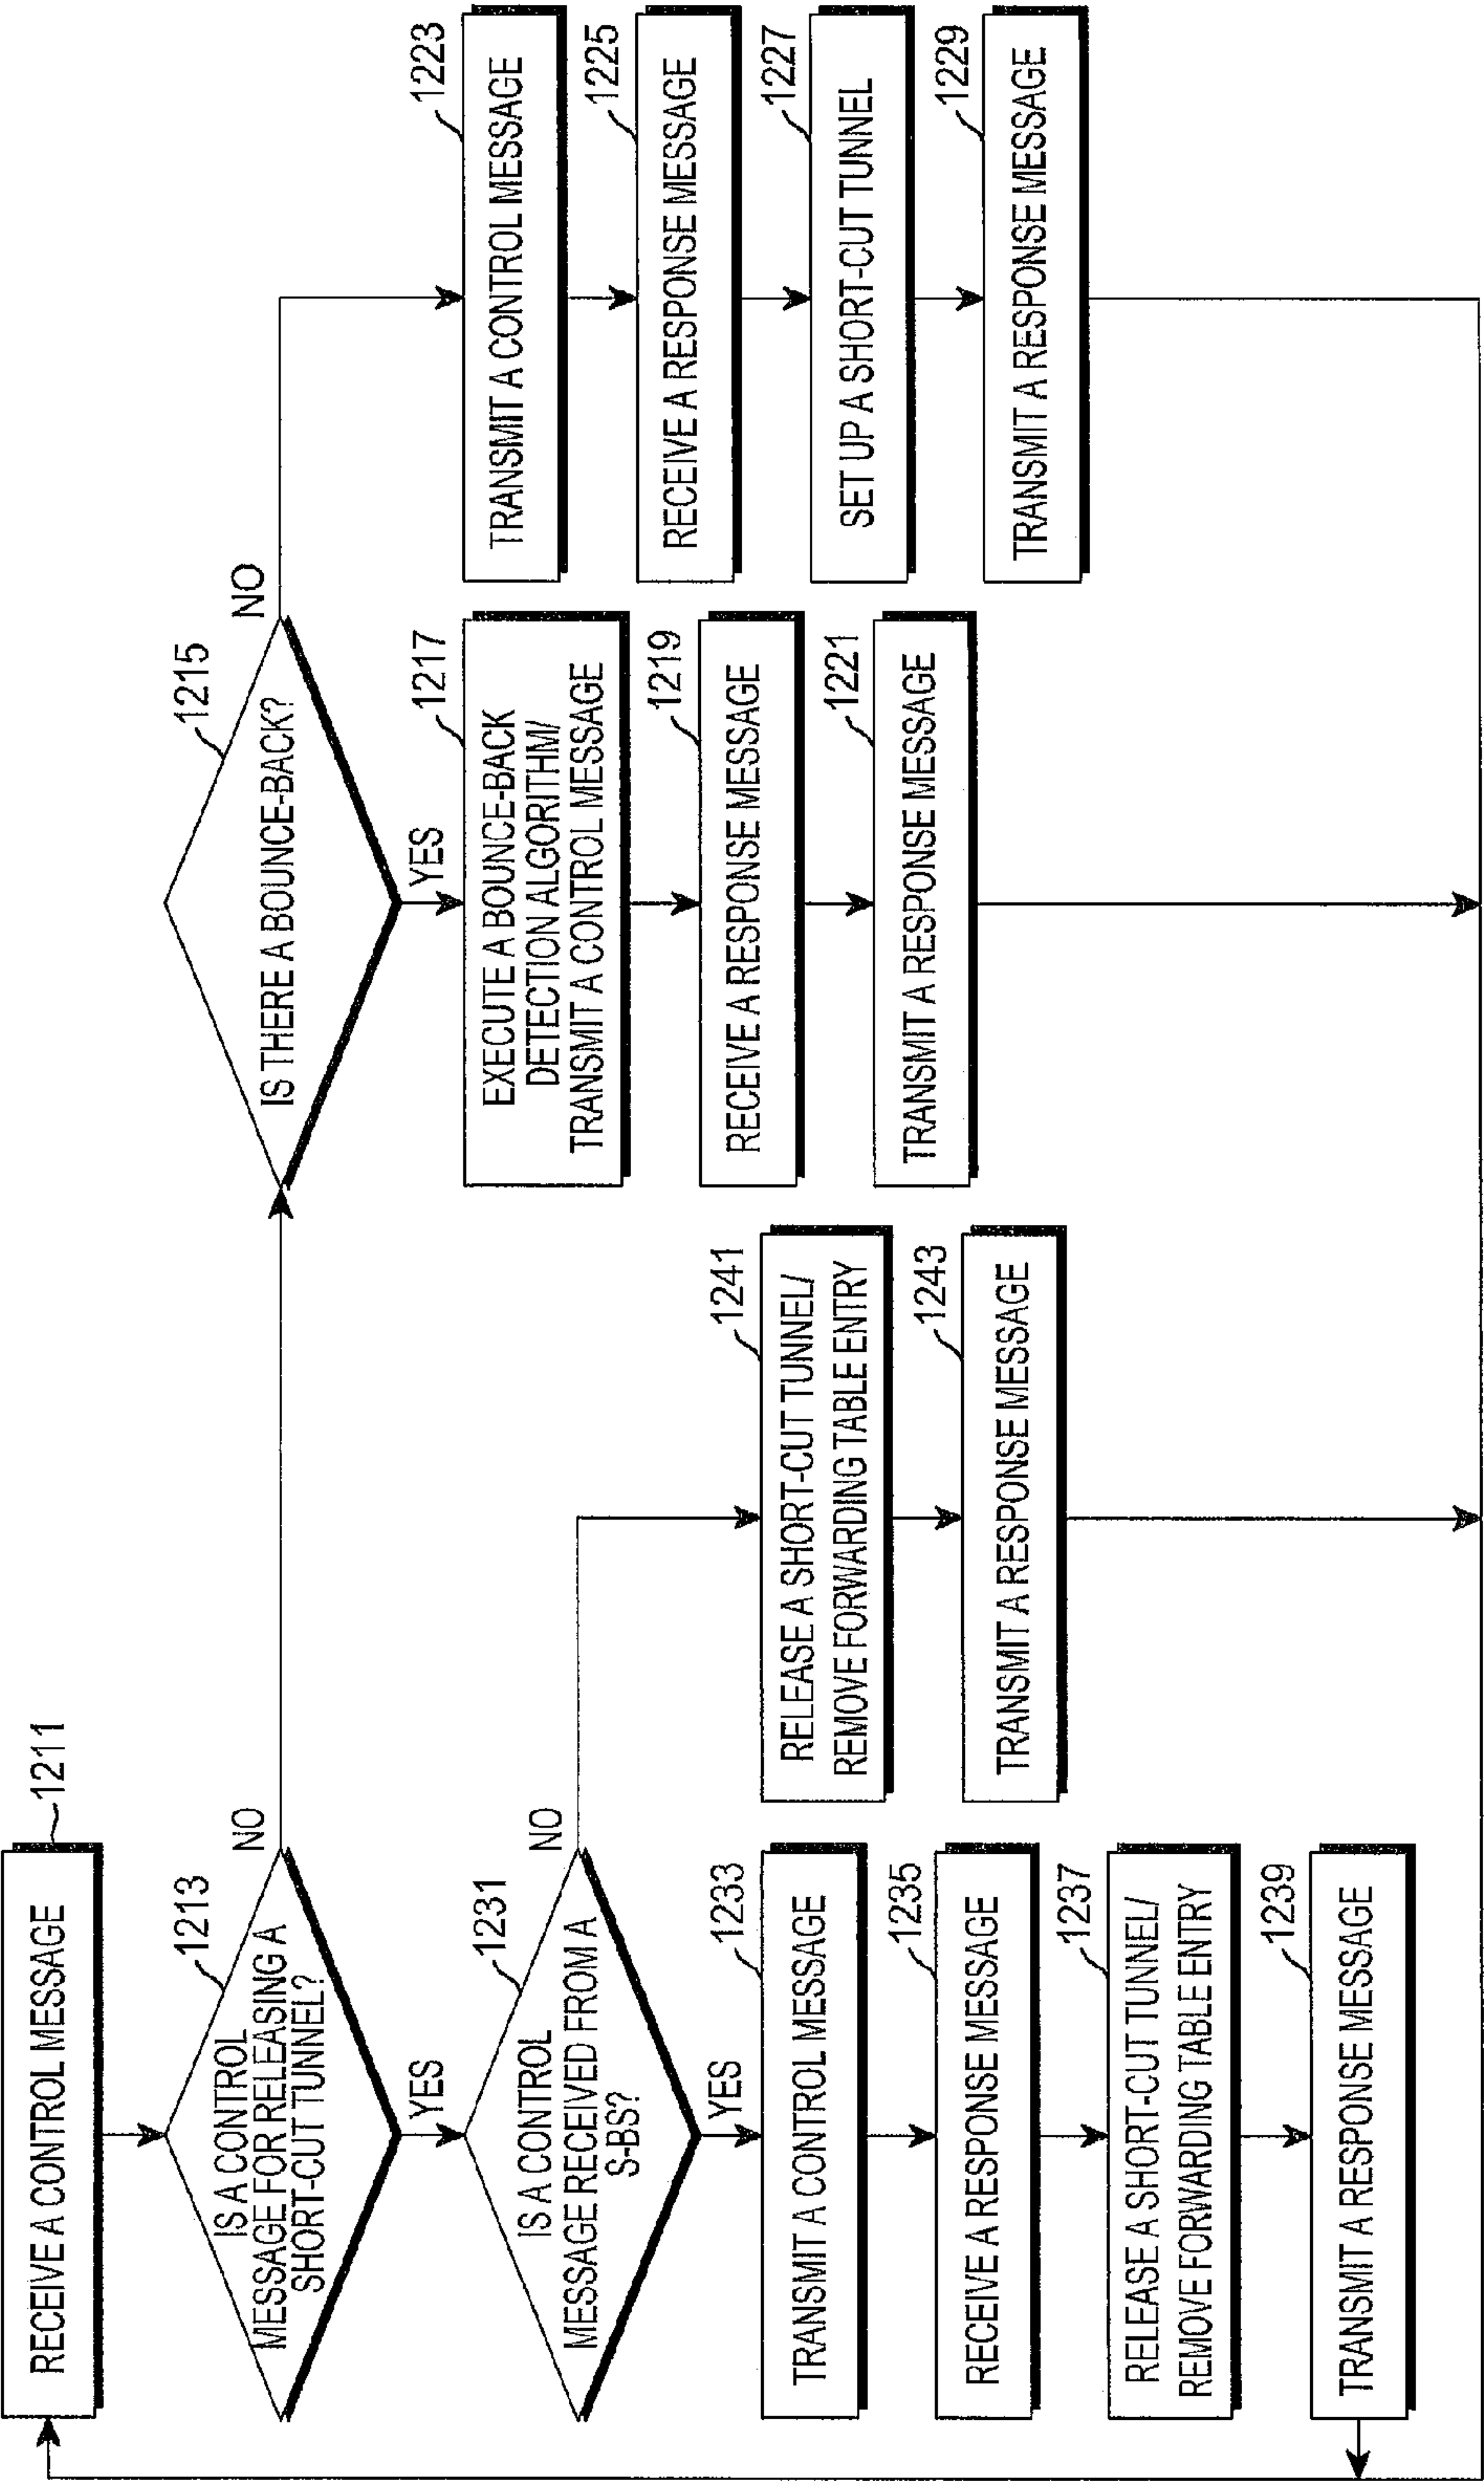 RECEIVE A CONTROL MESSAGE
1211
IS A CONTROL
MESSAGE FOR RELEASING A
SHORT-CUT TUNNEL?
1213
NO
YES
IS A CONTROL
MESSAGE RECEIVED FROM A
S-BS?
1231
NO
YES
TRANSMIT A CONTROL MESSAGE
1233
RECEIVE A RESPONSE MESSAGE
1235
RELEASE A SHORT-CUT TUNNEL/
REMOVE FORWARDING TABLE ENTRY
1237
TRANSMIT A RESPONSE MESSAGE
1239
RELEASE A SHORT-CUT TUNNEL/
REMOVE FORWARDING TABLE ENTRY
1241
TRANSMIT A RESPONSE MESSAGE
1243
IS THERE A BOUNCE-BACK?
1215
NO
YES
EXECUTE A BOUNCE-BACK
DETECTION ALGORITHM/
TRANSMIT A CONTROL MESSAGE
1217
RECEIVE A RESPONSE MESSAGE
1219
TRANSMIT A RESPONSE MESSAGE
1221
TRANSMIT A CONTROL MESSAGE
1223
RECEIVE A RESPONSE MESSAGE
1225
SET UP A SHORT-CUT TUNNEL
1227
TRANSMIT A RESPONSE MESSAGE
1229